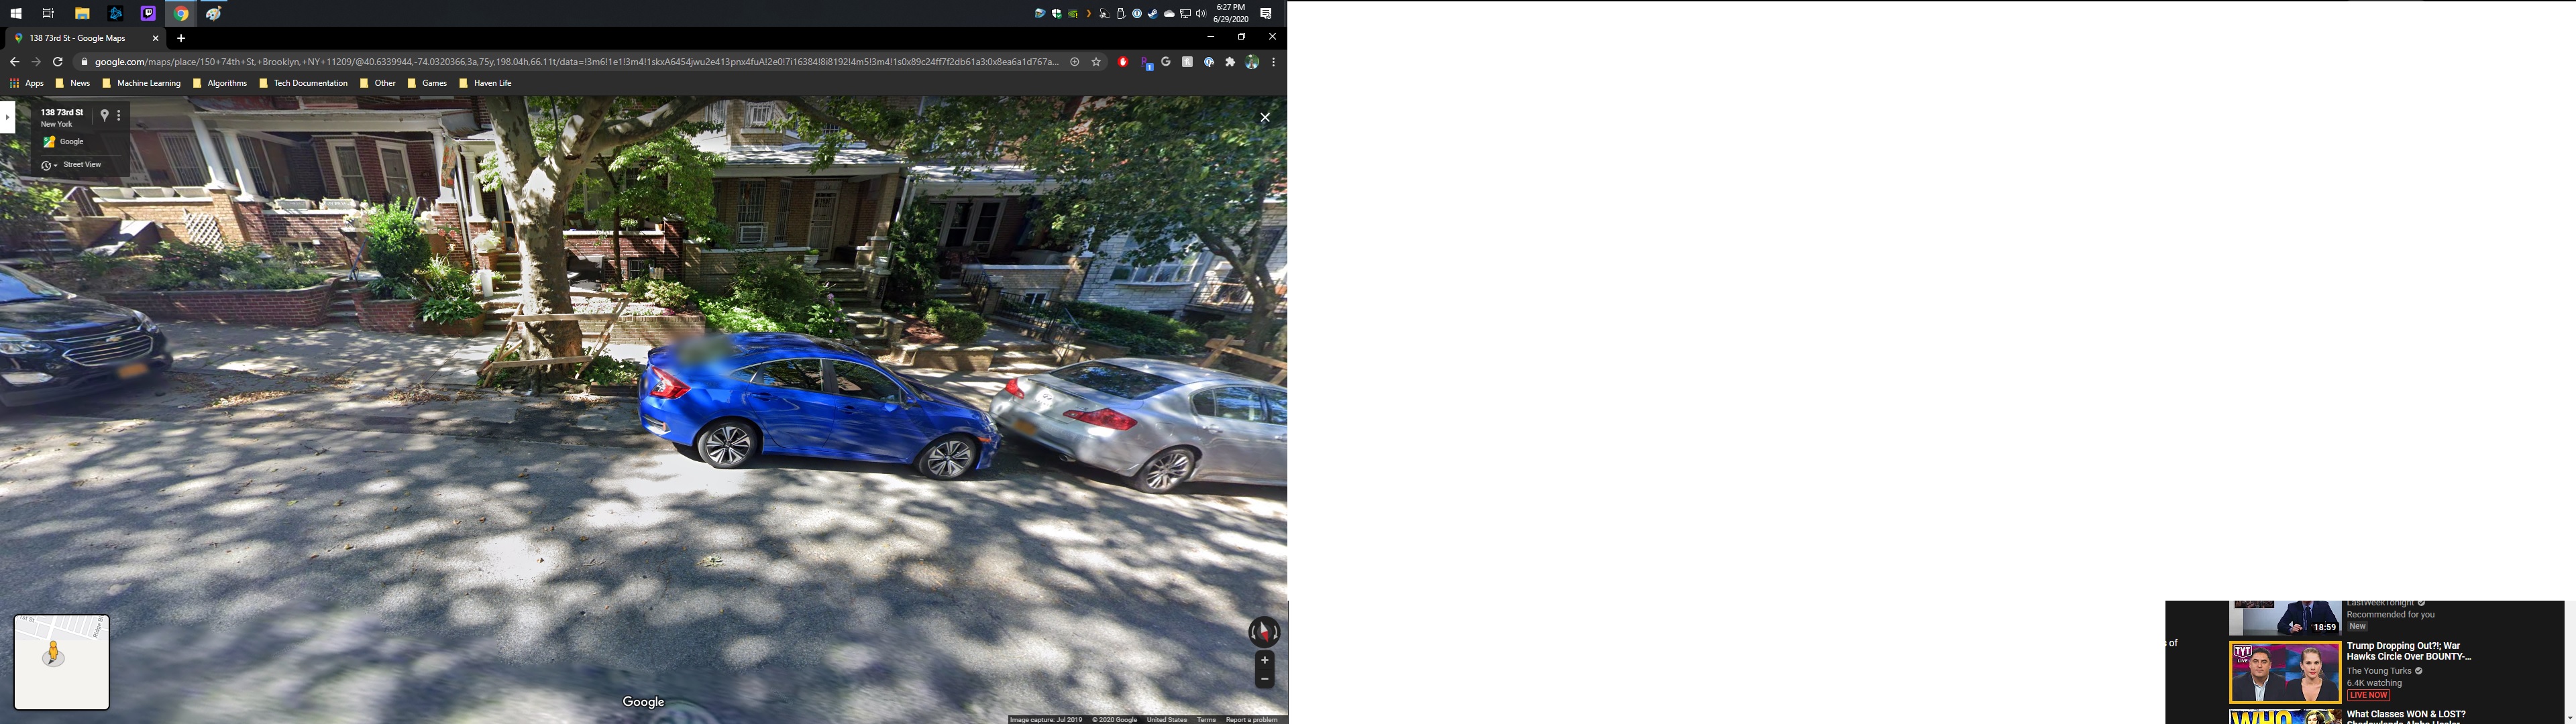 6:27 PM
6/29/2020
138 73rd St - Google Maps
google.com/maps/place/150+74th+St,+Brooklyn,+NY+11209/@40.6339944,-74.0320366,3a,75y,198.04h,66.11t/data=!3m6!1e1!3m4!1skxA6454jwu2e413pnx4fuA!2e0!7i16384!8i8192!4m5!3m4!1s0x89c24ff7f2db61a3:0x8ea6a1d767a...
Apps News Machine Learning Algorithms Tech Documentation Other Games Haven Life
138 73rd St
New York
Google
Street View
Google
Image capture: Jul 2019 © 2020 Google United States Terms Report a problem
LastWeekTonight
Recommended for you
New
18:59
s of
TYT
LIVE
Trump Dropping Out?!; War
Hawks Circle Over BOUNTY-...
The Young Turks
6.4K watching
LIVE NOW
WHO
What Classes WON & LOST?